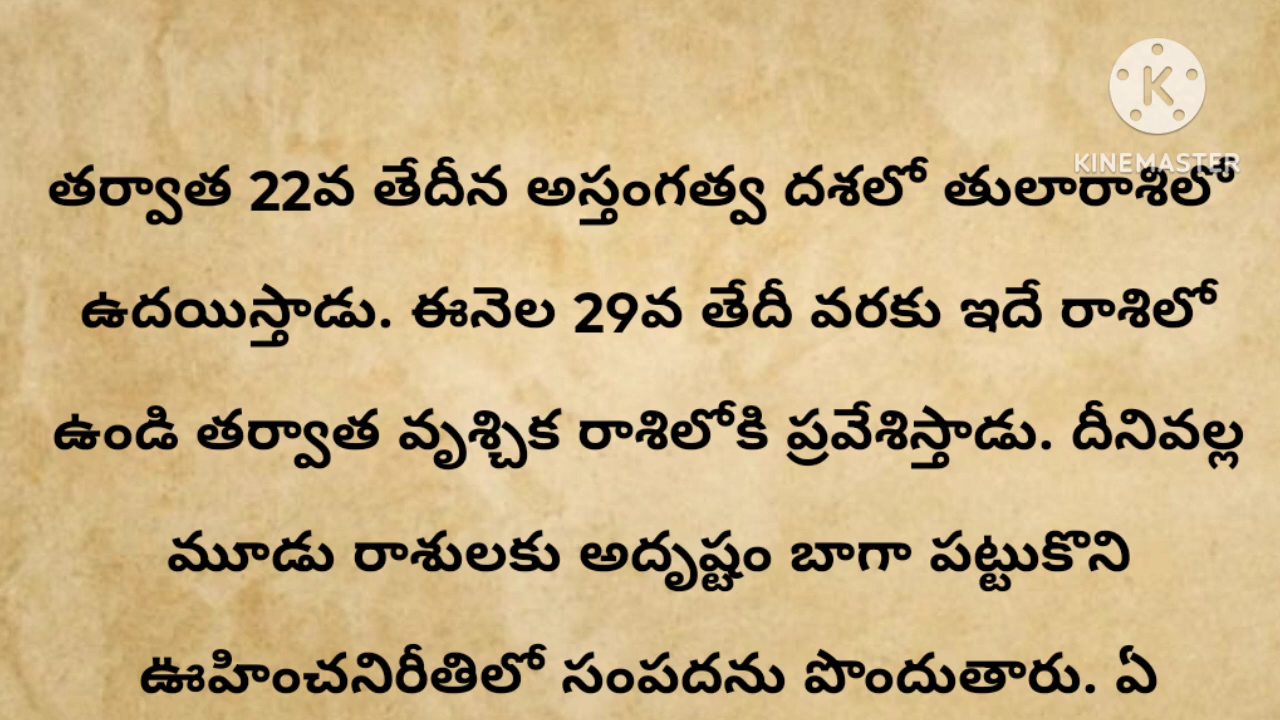 KINEMASTER
తర్వాత 22వ తేదీన అస్తంగత్వ దశలో తులారాశిలో
ఉదయిస్తాడు. ఈనెల 29వ తేదీ వరకు ఇదే రాశిలో
ఉండి తర్వాత వృశ్చిక రాశిలోకి ప్రవేశిస్తాడు. దీనివల్ల
మూడు రాశులకు అదృష్టం బాగా పట్టుకొని
ఊహించనిరీతిలో సంపదను పొందుతారు. ఏ